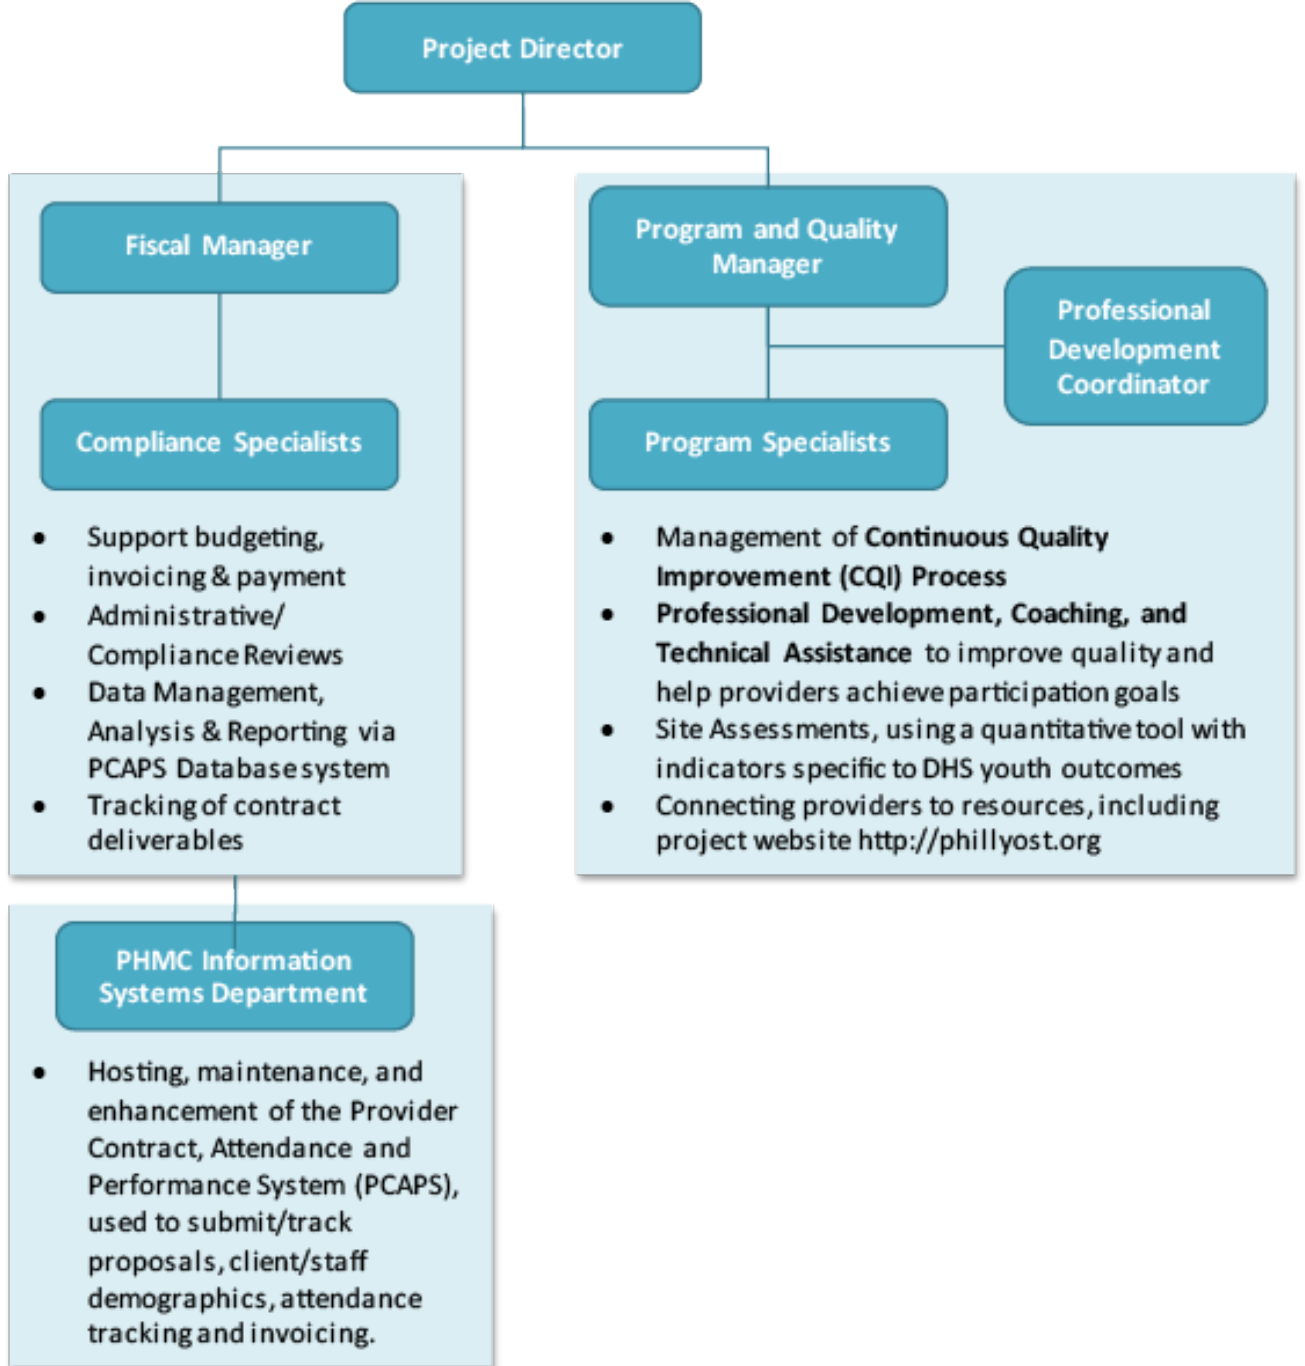 Project Director
Fiscal Manager
Compliance Specialists
• Support budgeting,
invoicing & payment
• Administrative/
Compliance Reviews
• Data Management,
Analysis & Reporting via
PCAPS Database system
• Tracking of contract
deliverables
Program and Quality
Manager
Professional
Development
Coordinator
Program Specialists
• Management of Continuous Quality
Improvement (CQI) Process
• Professional Development, Coaching, and
Technical Assistance to improve quality and
help providers achieve participation goals
• Site Assessments, using a quantitative tool with
indicators specific to DHS youth outcomes
• Connecting providers to resources, including
project website http://phillyost.org
PHMC Information
Systems Department
• Hosting, maintenance, and
enhancement of the Provider
Contract, Attendance and
Performance System (PCAPS),
used to submit/track
proposals, client/staff
demographics, attendance
tracking and invoicing.